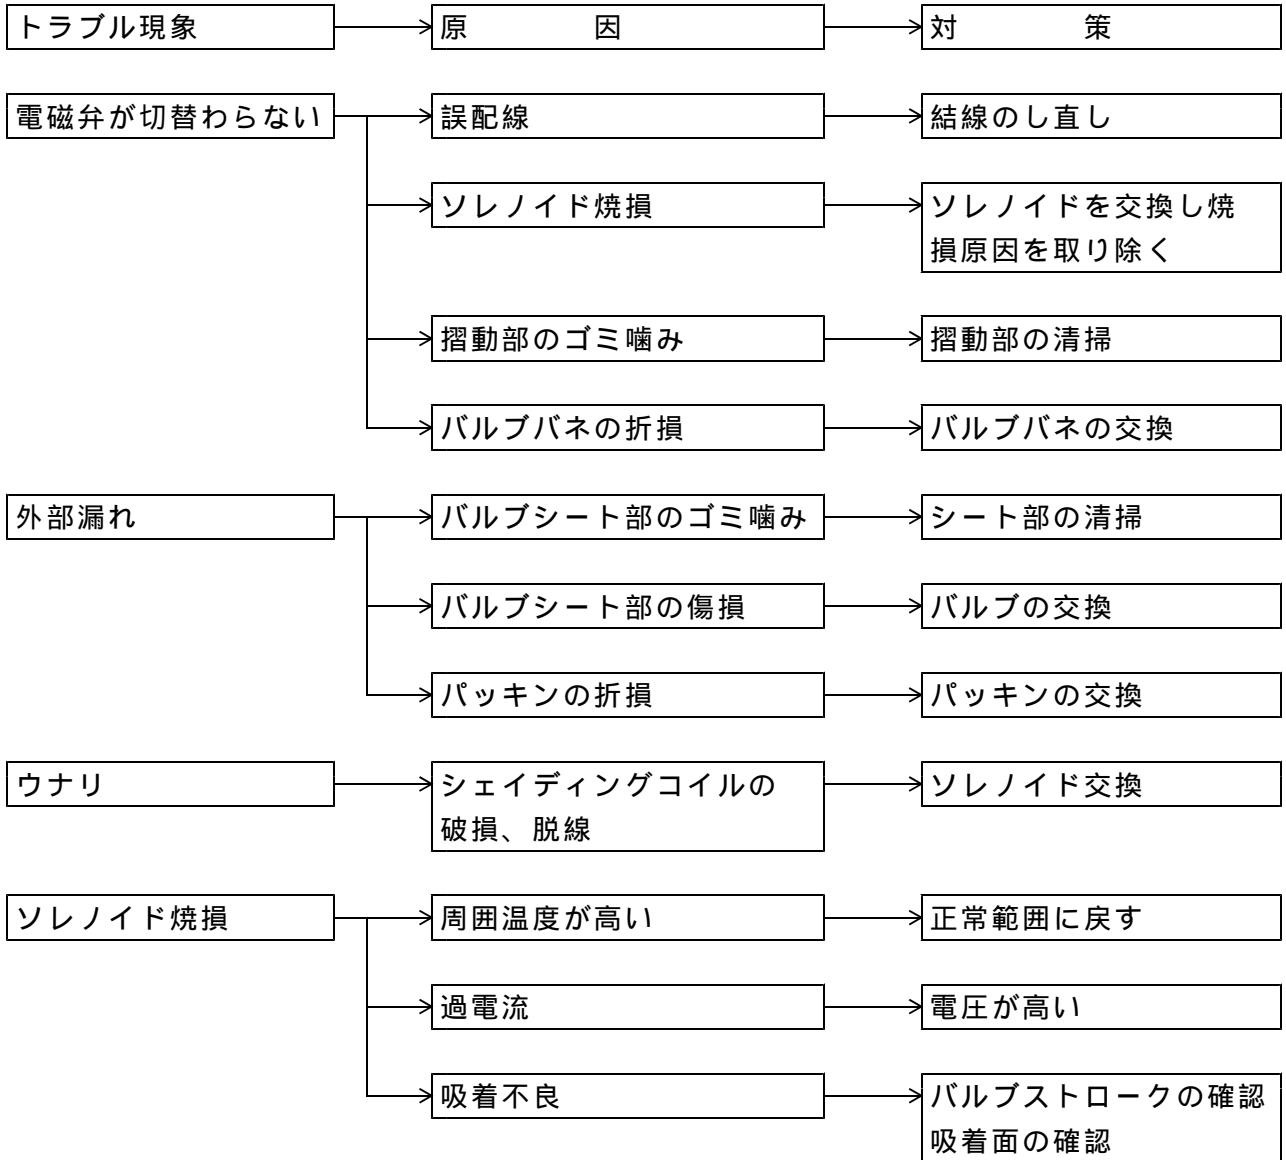 トラブル現象
原　　　　因
対　　　　策
電磁弁が切替わらない
誤配線
結線のし直し
ソレノイド焼損
ソレノイドを交換し焼
損原因を取り除く
摺動部のゴミ噛み
摺動部の清掃
バルブバネの折損
バルブバネの交換
外部漏れ
バルブシート部のゴミ噛み
シート部の清掃
バルブシート部の傷損
バルブの交換
パッキンの折損
パッキンの交換
ウナリ
シェイディングコイルの
破損、脱線
ソレノイド交換
ソレノイド焼損
周囲温度が高い
正常範囲に戻す
過電流
電圧が高い
吸着不良
バルブストロークの確認
吸着面の確認